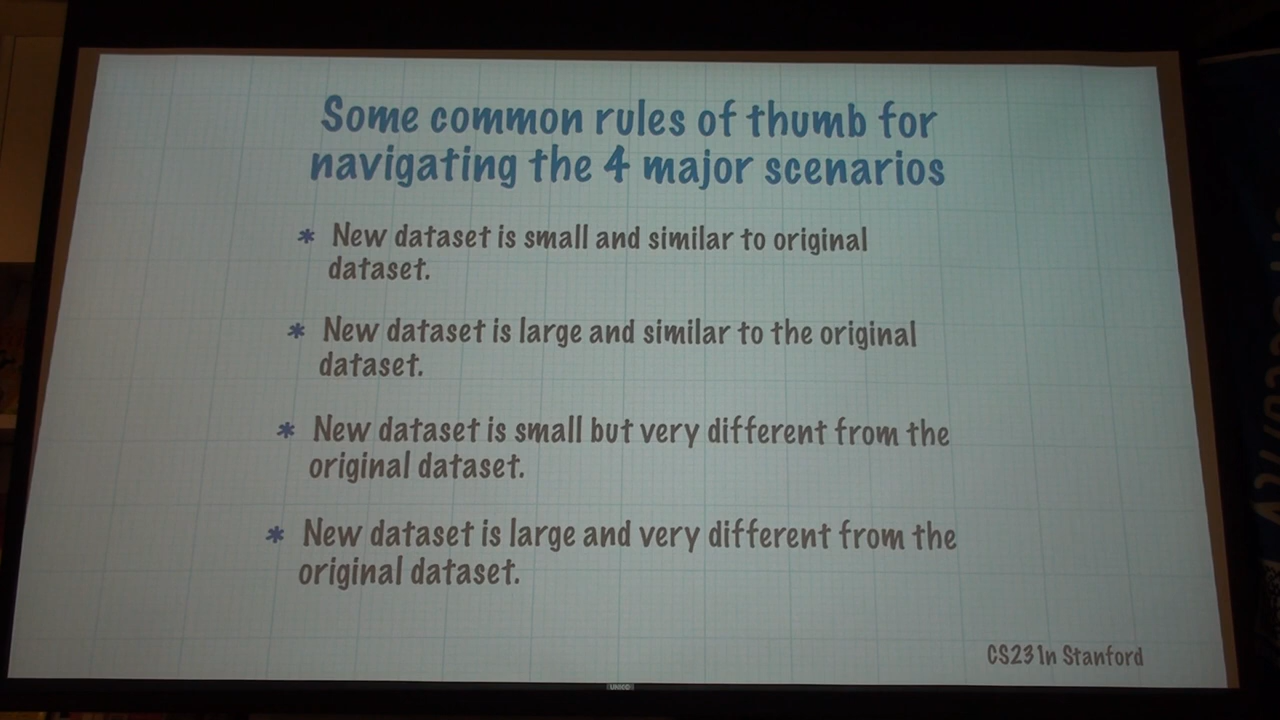 Some common rules of thumb for
navigating the 4 major scenarios
* New dataset is small and similar to original
dataset.
* New dataset is large and similar to the original
dataset.
* New dataset is small but very different from the
original dataset.
* New dataset is large and very different from the
original dataset.
CS231n Stanford